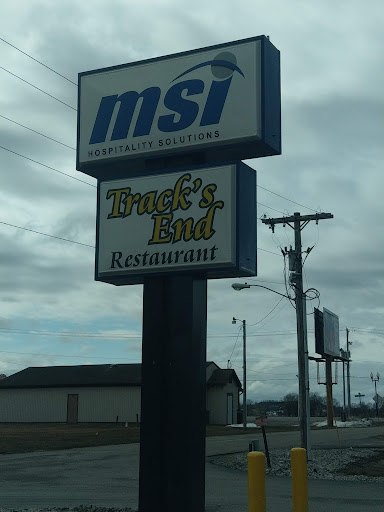 msi
HOSPITALITY SOLUTIONS
Track's
End
Restaurant